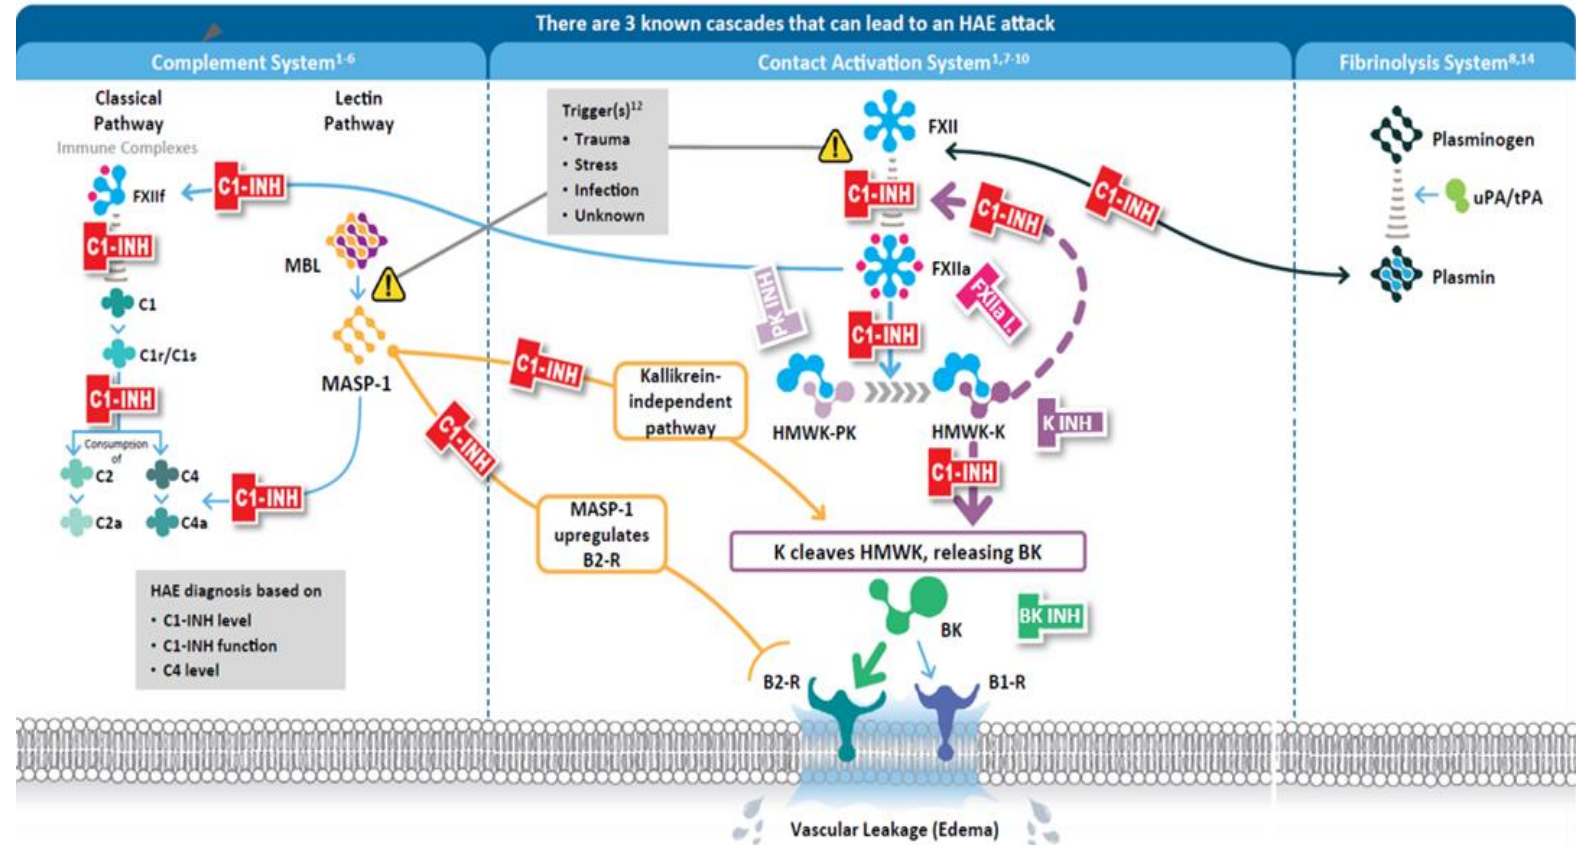 There are 3 known cascades that can lead to an HAE attack
Complement System1-6
Contact Activation System1,7-10
Fibrinolysis System8,14
Classical
Pathway
Immune Complexes
Lectin
Pathway
FXIIf
C1-INH
C1-INH
C1
C1r/C1s
C1-INH
Consumption
of
C2
C4
C2a
C4a
C1-INH
MBL
MASP-1
HAE diagnosis based on
• C1-INH level
• C1-INH function
• C4 level
Trigger(s)12
• Trauma
• Stress
• Infection
• Unknown
FXII
C1-INH
C1-INH
C1-INH
FXIIa
FXIIa I.
PK INH
C1-INH
HMWK-PK
HMWK-K
K INH
C1-INH
C1-INH
Kallikrein-
independent
pathway
C1-INH
MASP-1
upregulates
B2-R
K cleaves HMWK, releasing BK
BK
BK INH
B2-R
B1-R
Vascular Leakage (Edema)
Plasminogen
uPA/tPA
Plasmin